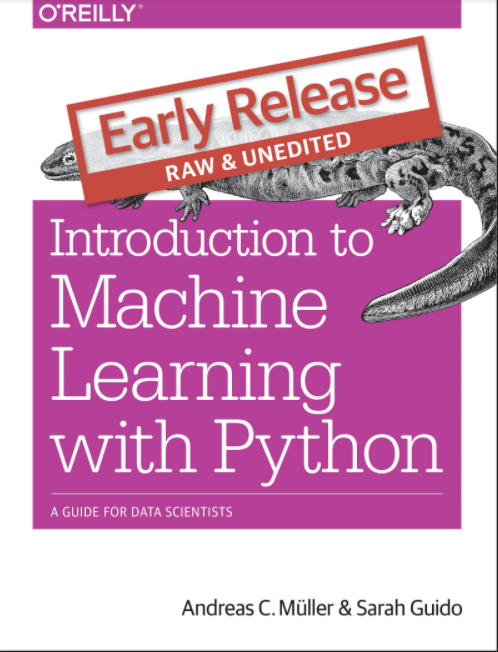 O'REILLY®
Early Release
RAW & UNEDITED
Introduction to
Machine
Learning
with Python
A GUIDE FOR DATA SCIENTISTS
Andreas C. Müller & Sarah Guido